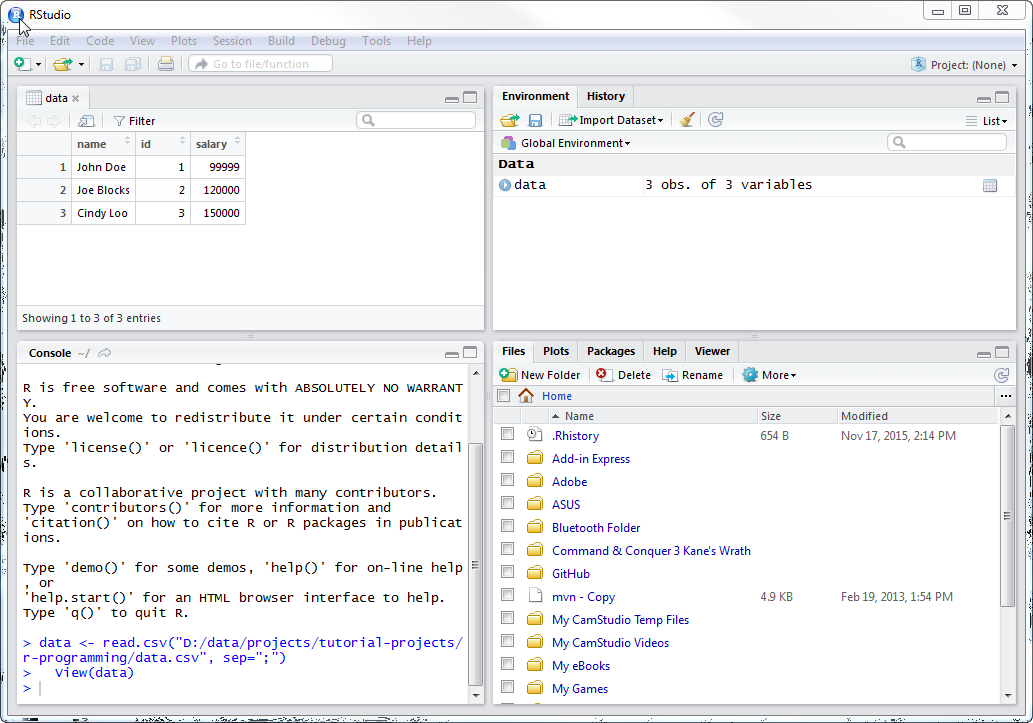 RStudio
File Edit Code View Plots Session Build Debug Tools Help
Go to file/function
Project: (None)
data
Filter
name id salary
1 John Doe 1 99999
2 Joe Blocks 2 120000
3 Cindy Loo 3 150000
Showing 1 to 3 of 3 entries
Environment History
Import Dataset
List
Global Environment
Data
data 3 obs. of 3 variables
Console ~/
R is free software and comes with ABSOLUTELY NO WARRANT
Y.
You are welcome to redistribute it under certain condit
ions.
Type 'license()' or 'licence()' for distribution detail
s.
R is a collaborative project with many contributors.
Type 'contributors()' for more information and
'citation()' on how to cite R or R packages in publicat
ions.
Type 'demo()' for some demos, 'help()' for on-line help
, or
'help.start()' for an HTML browser interface to help.
Type 'q()' to quit R.
> data <- read.csv("D:/data/projects/tutorial-projects/
r-programming/data.csv", sep=";")
> View(data)
>
Files Plots Packages Help Viewer
New Folder Delete Rename More
Home
Name Size Modified
.Rhistory 654 B Nov 17, 2015, 2:14 PM
Add-in Express
Adobe
ASUS
Bluetooth Folder
Command & Conquer 3 Kane's Wrath
GitHub
mvn - Copy 4.9 KB Feb 19, 2013, 1:54 PM
My CamStudio Temp Files
My CamStudio Videos
My eBooks
My Games